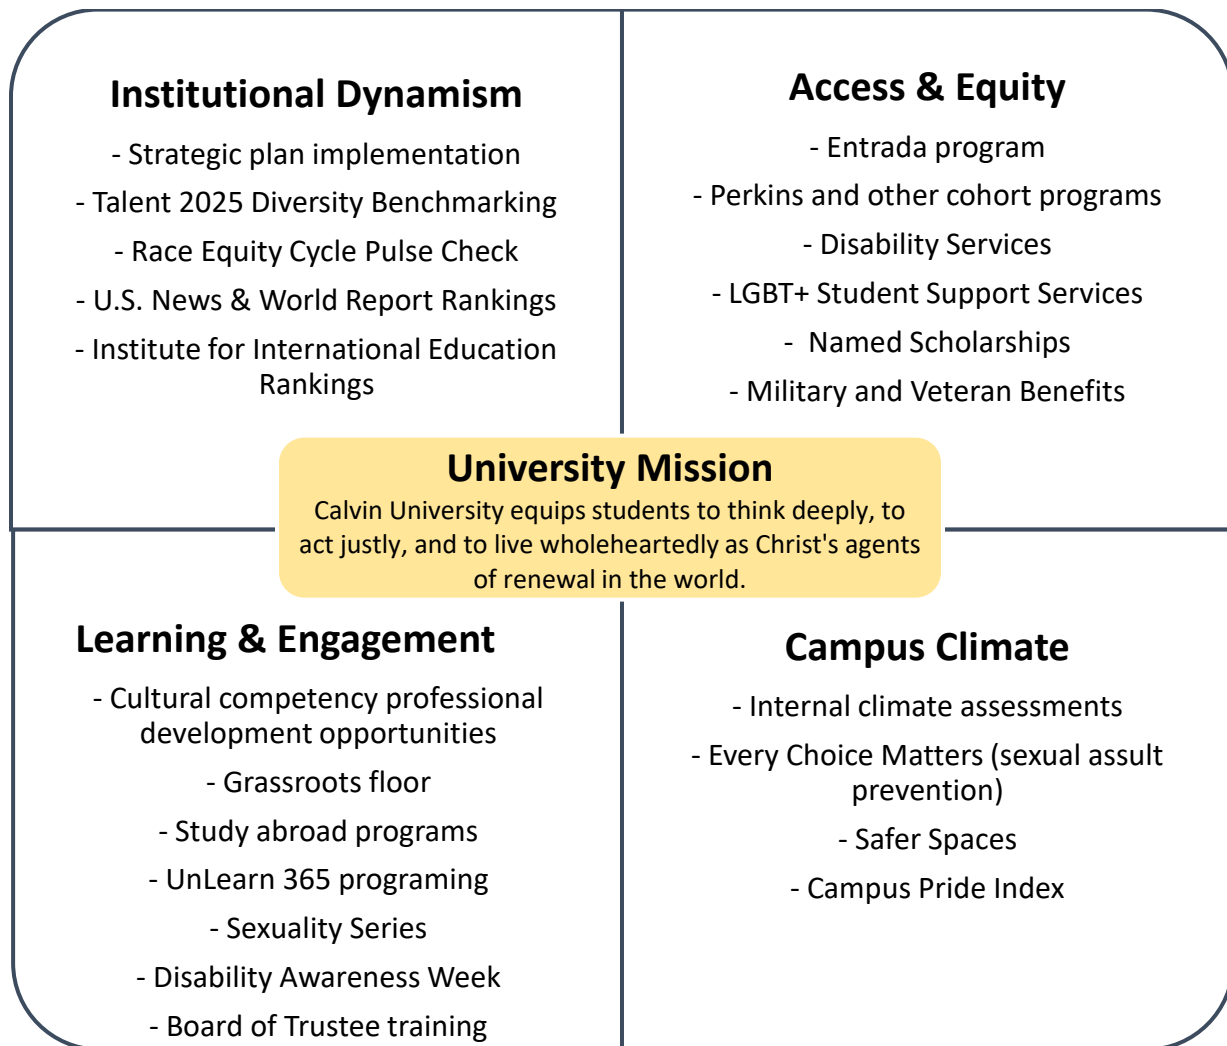 Institutional Dynamism
- Strategic plan implementation
- Talent 2025 Diversity Benchmarking
- Race Equity Cycle Pulse Check
- U.S. News & World Report Rankings
- Institute for International Education
Rankings
Access & Equity
- Entrada program
- Perkins and other cohort programs
- Disability Services
- LGBT+ Student Support Services
- Named Scholarships
- Military and Veteran Benefits
University Mission
Calvin University equips students to think deeply, to
act justly, and to live wholeheartedly as Christ's agents
of renewal in the world.
Learning & Engagement
- Cultural competency professional
development opportunities
- Grassroots floor
- Study abroad programs
- UnLearn 365 programing
- Sexuality Series
- Disability Awareness Week
- Board of Trustee training
Campus Climate
- Internal climate assessments
- Every Choice Matters (sexual assult
prevention)
- Safer Spaces
- Campus Pride Index